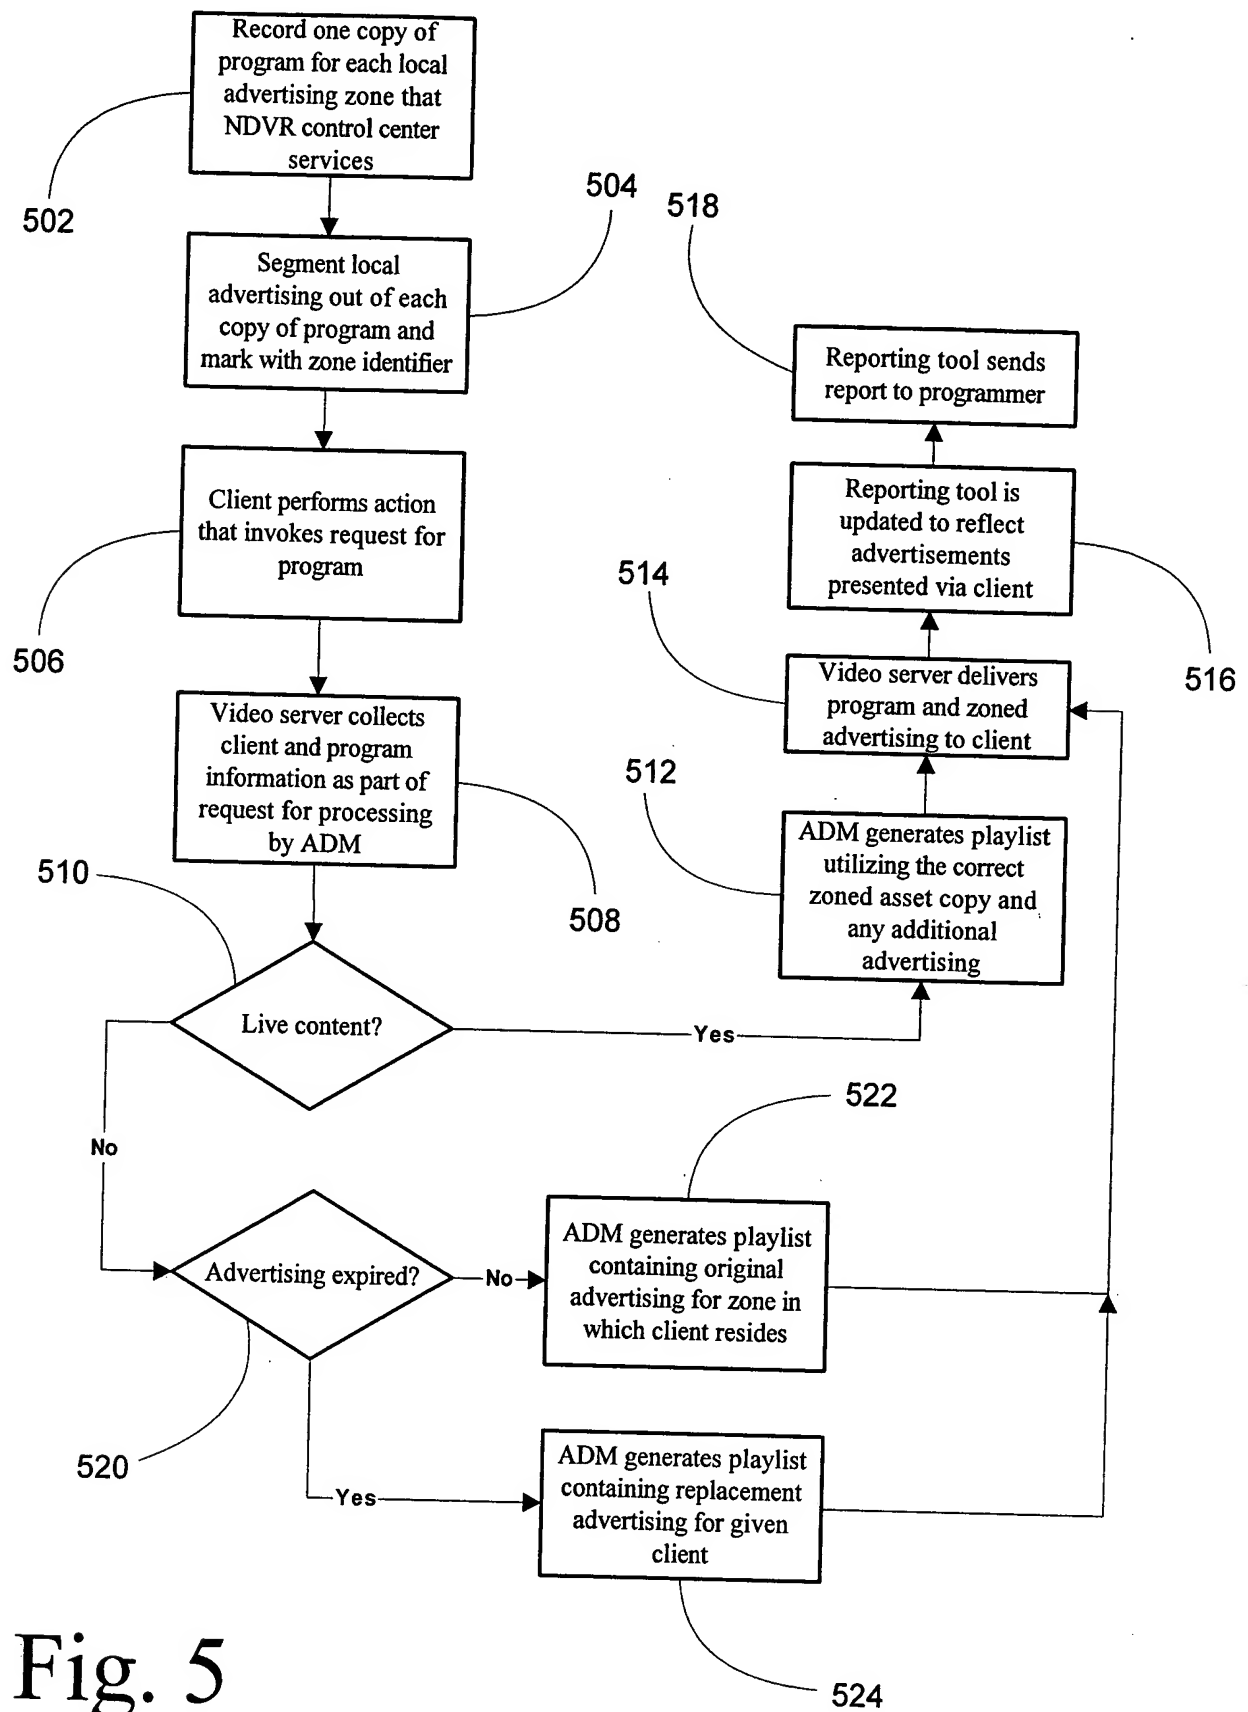 Record one copy of
program for each local
advertising zone that
NDVR control center
services
502
Segment local
advertising out of each
copy of program and
mark with zone identifier
504
Client performs action
that invokes request for
program
506
Video server collects
client and program
information as part of
request for processing
by ADM
508
510
Live content?
Yes
No
Advertising expired?
520
No
Yes
522
ADM generates playlist
containing original
advertising for zone in
which client resides
ADM generates playlist
containing replacement
advertising for given
client
524
512
ADM generates playlist
utilizing the correct
zoned asset copy and
any additional
advertising
514
Video server delivers
program and zoned
advertising to client
Reporting tool is
updated to reflect
advertisements
presented via client
516
518
Reporting tool sends
report to programmer
Fig. 5